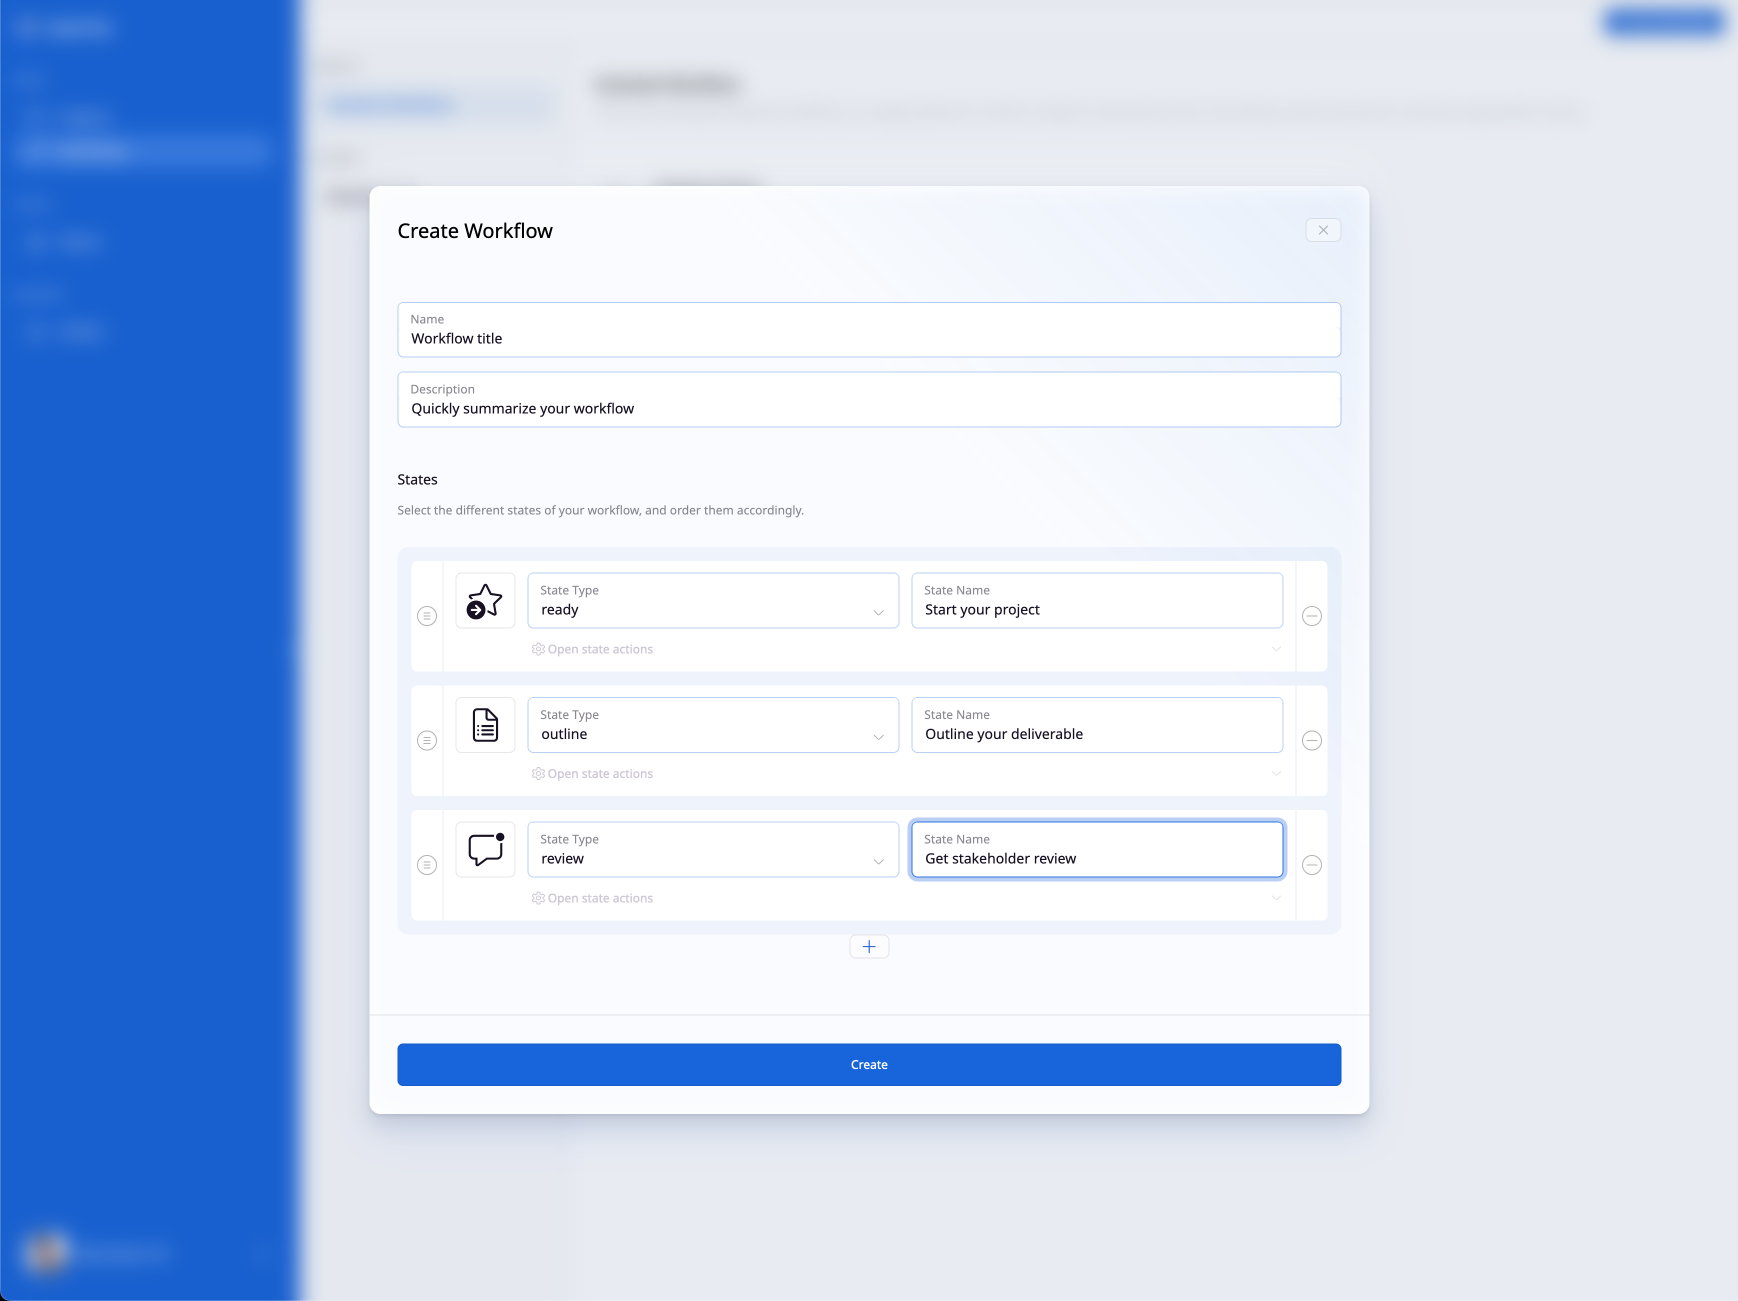 Create Workflow
Name
Workflow title
Description
Quickly summarize your workflow
States
Select the different states of your workflow, and order them accordingly.
State Type
ready
State Name
Start your project
Open state actions
State Type
outline
State Name
Outline your deliverable
Open state actions
State Type
review
State Name
Get stakeholder review
Open state actions
Create